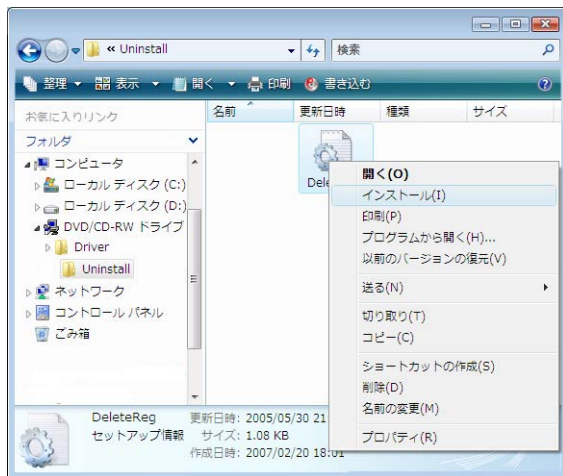 « Uninstall
検索
整理 表示 開く 印刷 書き込む
お気に入りリンク
フォルダ
コンピュータ
ローカル ディスク (C:)
ローカル ディスク (D:)
DVD/CD-RW ドライブ
Driver
Uninstall
ネットワーク
コントロール パネル
ごみ箱
名前 更新日時 種類 サイズ
開く(O)
インストール(I)
印刷(P)
プログラムから開く(H)...
以前のバージョンの復元(V)
送る(N)
切り取り(T)
コピー(C)
ショートカットの作成(S)
削除(D)
名前の変更(M)
プロパティ(R)
DeleteReg 更新日時: 2005/05/30 21
セットアップ情報 サイズ: 1.08 KB
作成日時: 2007/02/20 18:01